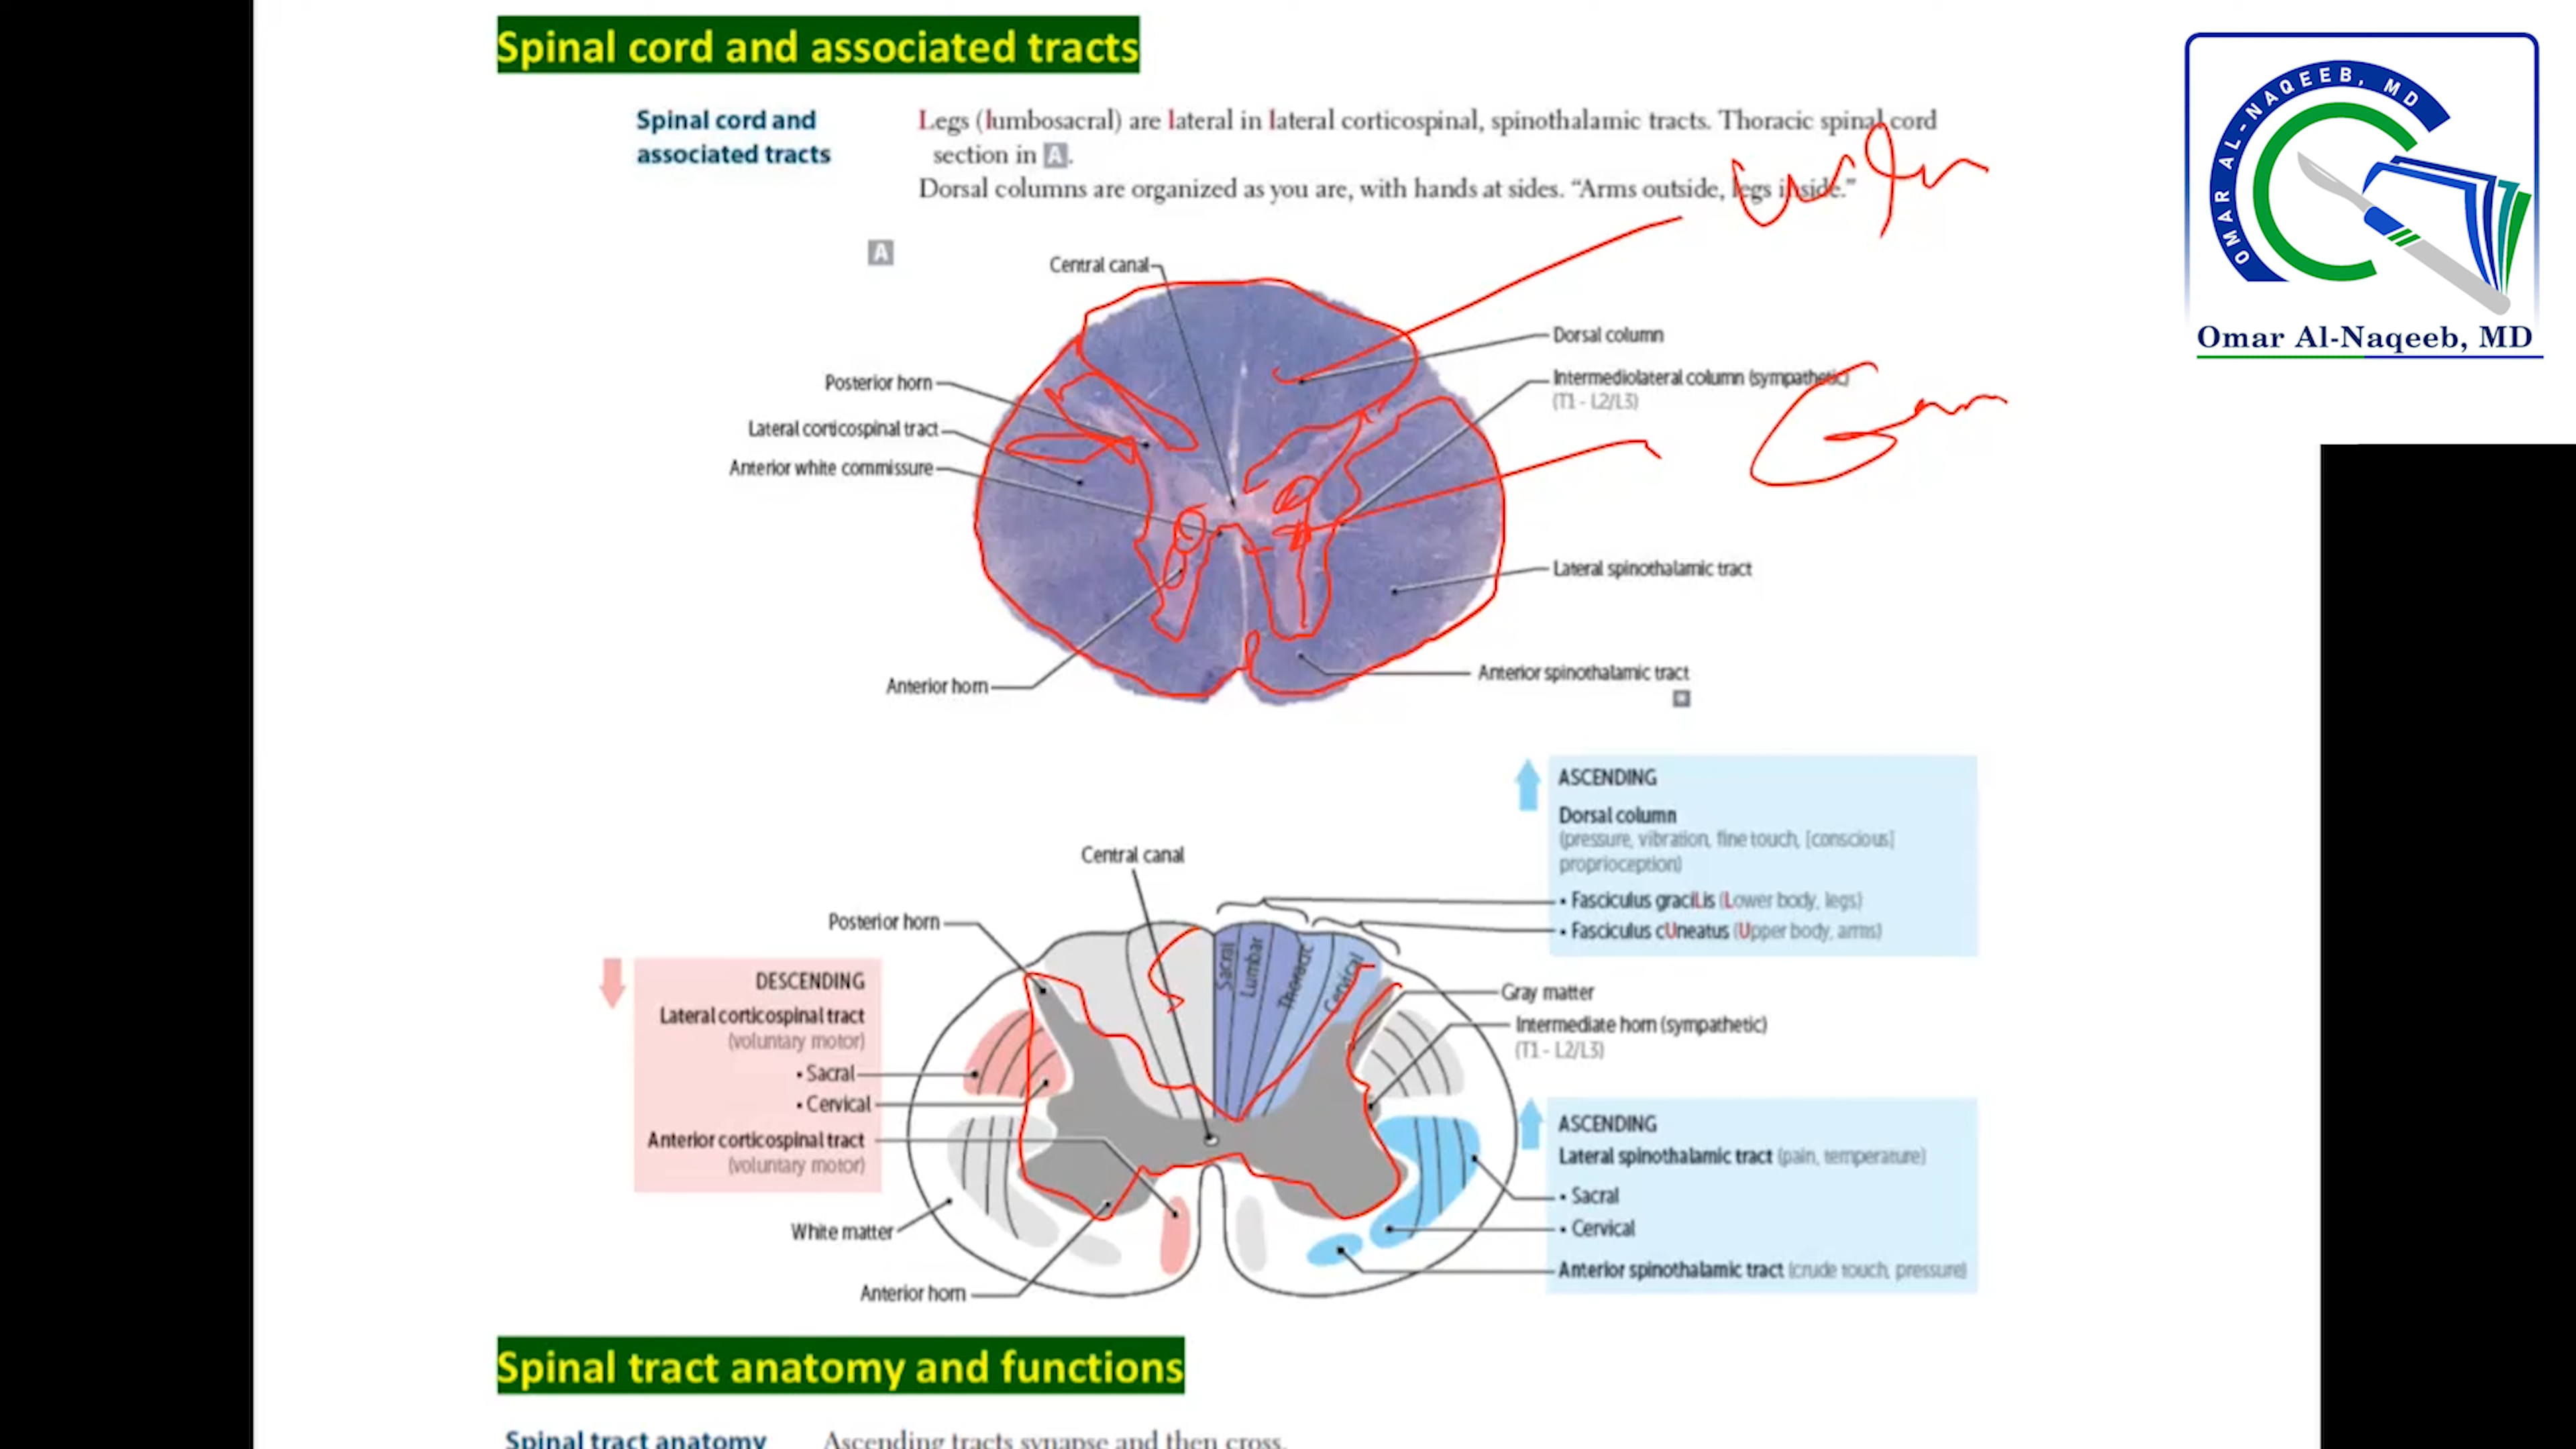 Spinal cord and associated tracts
Spinal cord and
associated tracts
Legs (lumbosacral) are lateral in lateral corticospinal, spinothalamic tracts. Thoracic spinal cord
section in A.
Dorsal columns are organized as you are, with hands at sides. “Arms outside, legs inside.”
OMAR AL-NAQEEB, MD
Omar Al-Naqeeb, MD
A
Central canal
Dorsal column
Posterior horn
Intermediolateral column (sympathetic)
(T1 - L2/L3)
Lateral corticospinal tract
Anterior white commissure
Lateral spinothalamic tract
Anterior horn
Anterior spinothalamic tract
ASCENDING
Dorsal column
(pressure, vibration, fine touch, [conscious]
proprioception)
• Fasciculus graciLis (Lower body, legs)
• Fasciculus cUneatus (Upper body, arms)
Central canal
Posterior horn
Sacral
Lumbar
Thoracic
Cervical
DESCENDING
Lateral corticospinal tract
(voluntary motor)
• Sacral
• Cervical
Anterior corticospinal tract
(voluntary motor)
White matter
Anterior horn
Gray matter
Intermediate horn (sympathetic)
(T1 - L2/L3)
ASCENDING
Lateral spinothalamic tract (pain, temperature)
• Sacral
• Cervical
Anterior spinothalamic tract (crude touch, pressure)
Spinal tract anatomy and functions
Spinal tract anatomy
Ascending tracts synapse and then cross.